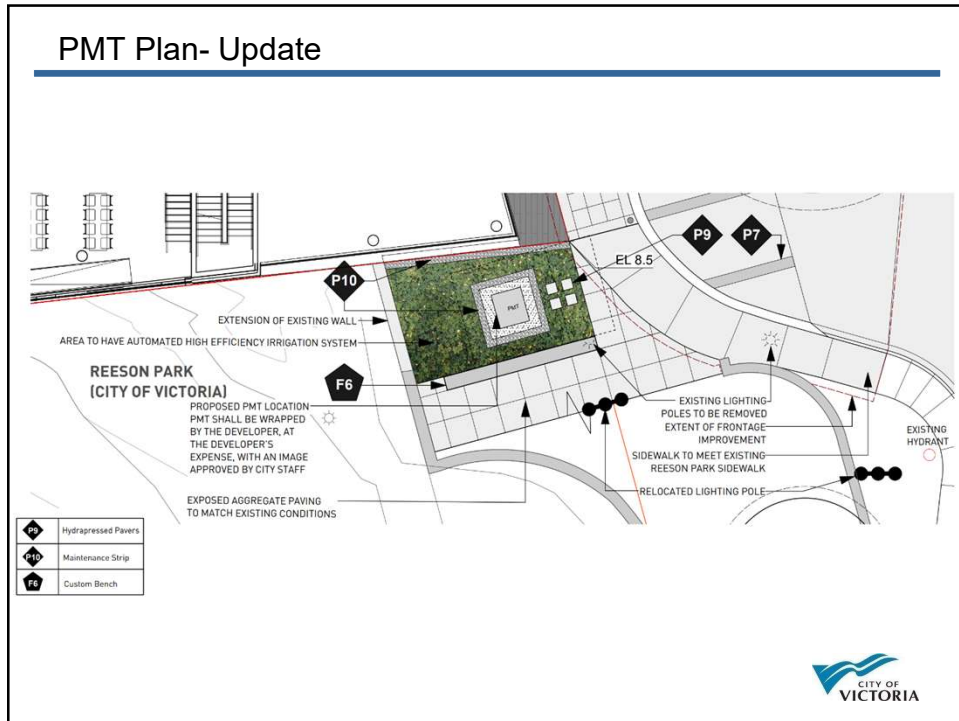 PMT Plan- Update
P10
P9
P7
EL 8.5
PMT
EXTENSION OF EXISTING WALL
AREA TO HAVE AUTOMATED HIGH EFFICIENCY IRRIGATION SYSTEM
REESON PARK
(CITY OF VICTORIA)
F6
PROPOSED PMT LOCATION
PMT SHALL BE WRAPPED
BY THE DEVELOPER, AT
THE DEVELOPER'S
EXPENSE, WITH AN IMAGE
APPROVED BY CITY STAFF
EXPOSED AGGREGATE PAVING
TO MATCH EXISTING CONDITIONS
EXISTING LIGHTING
POLES TO BE REMOVED
EXTENT OF FRONTAGE
IMPROVEMENT
SIDEWALK TO MEET EXISTING
REESON PARK SIDEWALK
RELOCATED LIGHTING POLE
EXISTING
HYDRANT
P9 Hydrapressed Pavers
P10 Maintenance Strip
F6 Custom Bench
CITY OF
VICTORIA